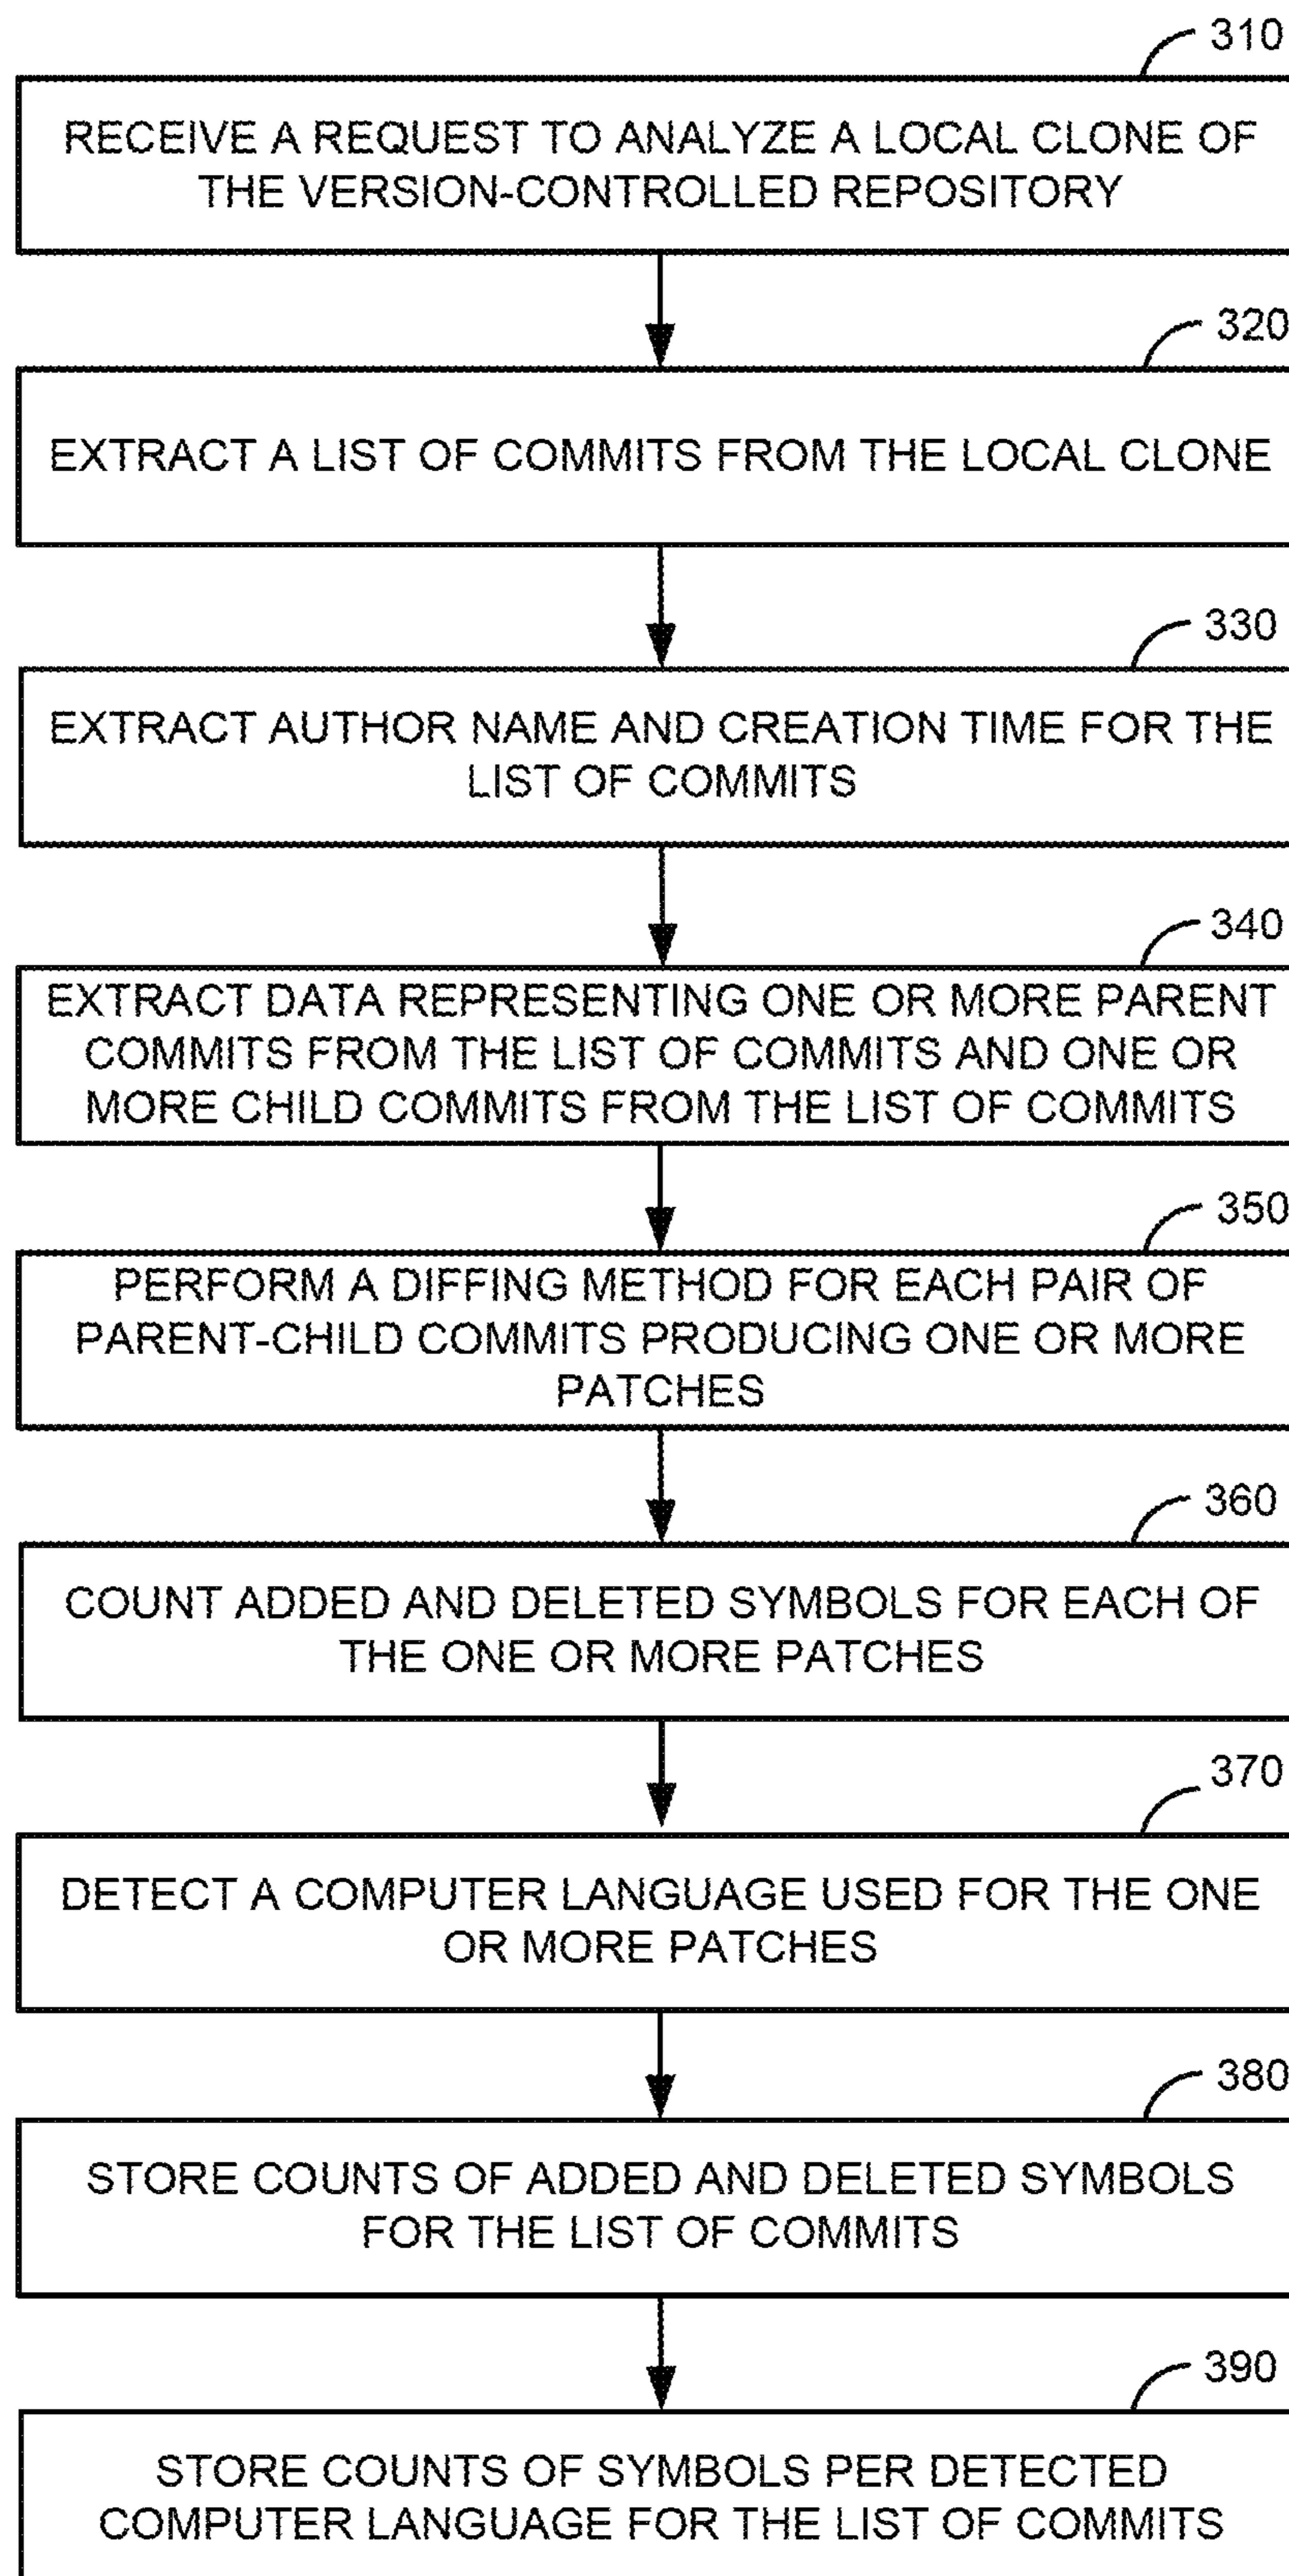 310
RECEIVE A REQUEST TO ANALYZE A LOCAL CLONE OF
THE VERSION-CONTROLLED REPOSITORY
320
EXTRACT A LIST OF COMMITS FROM THE LOCAL CLONE
330
EXTRACT AUTHOR NAME AND CREATION TIME FOR THE
LIST OF COMMITS
340
EXTRACT DATA REPRESENTING ONE OR MORE PARENT
COMMITS FROM THE LIST OF COMMITS AND ONE OR
MORE CHILD COMMITS FROM THE LIST OF COMMITS
350
PERFORM A DIFFING METHOD FOR EACH PAIR OF
PARENT-CHILD COMMITS PRODUCING ONE OR MORE
PATCHES
360
COUNT ADDED AND DELETED SYMBOLS FOR EACH OF
THE ONE OR MORE PATCHES
370
DETECT A COMPUTER LANGUAGE USED FOR THE ONE
OR MORE PATCHES
380
STORE COUNTS OF ADDED AND DELETED SYMBOLS
FOR THE LIST OF COMMITS
390
STORE COUNTS OF SYMBOLS PER DETECTED
COMPUTER LANGUAGE FOR THE LIST OF COMMITS